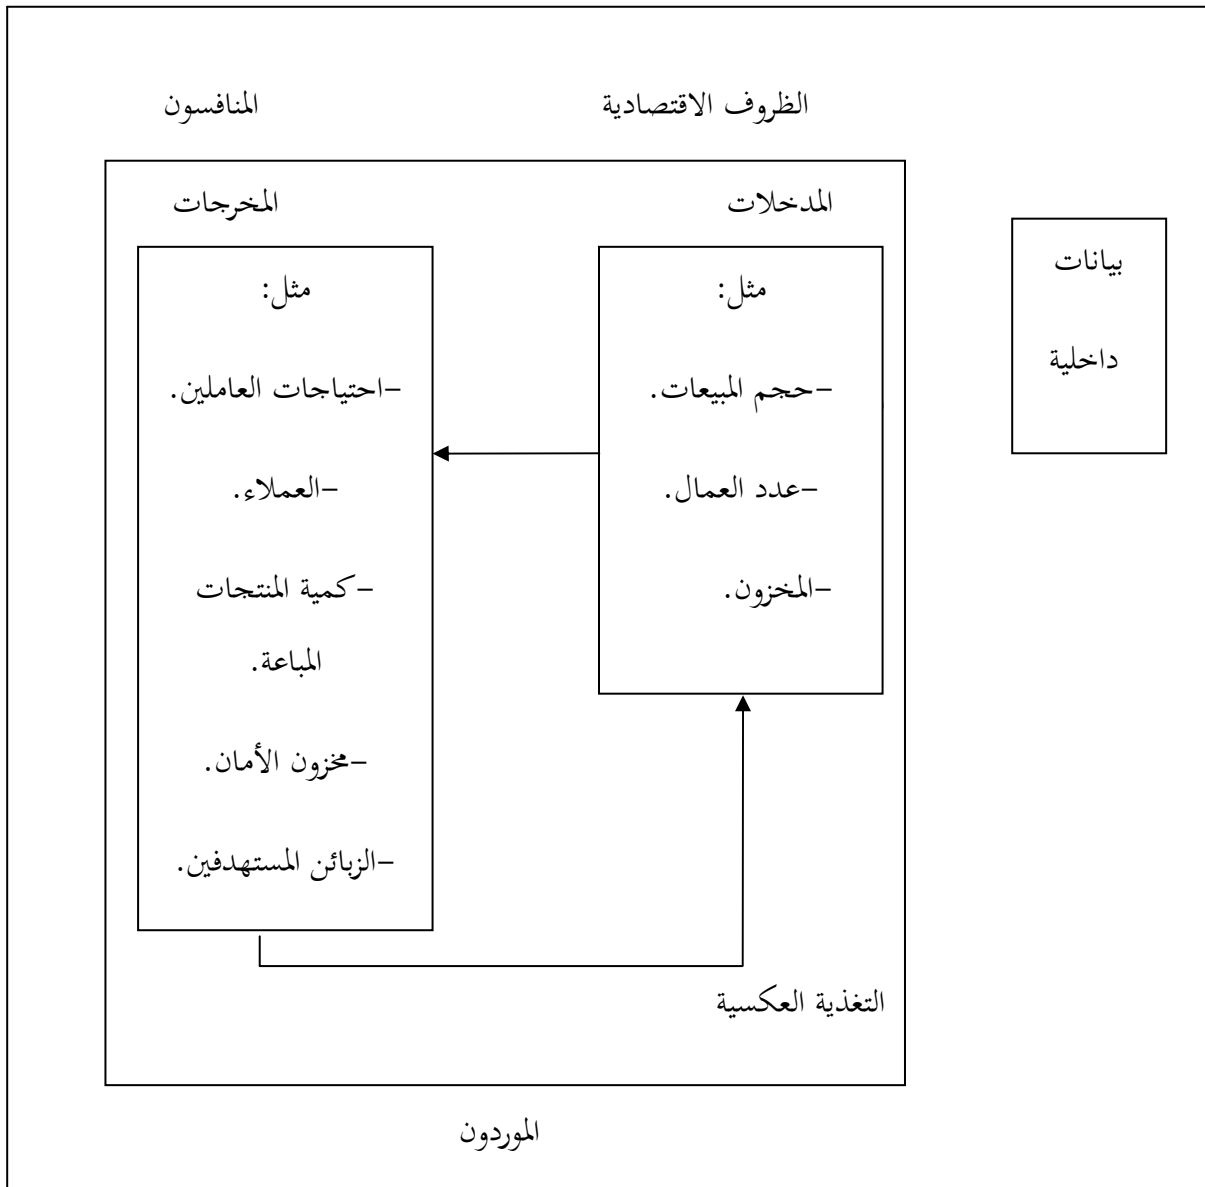 الظروف الاقتصادية
المنافسون
بيانات
داخلية
المدخلات
مثل:
-حجم المبيعات.
-عدد العمال.
-المخزون.
المخرجات
مثل:
-احتياجات العاملين.
-العملاء.
-كمية المنتجات
المباعة.
-مخزون الأمان.
-الزبائن المستهدفين.
التغذية العكسية
الموردون